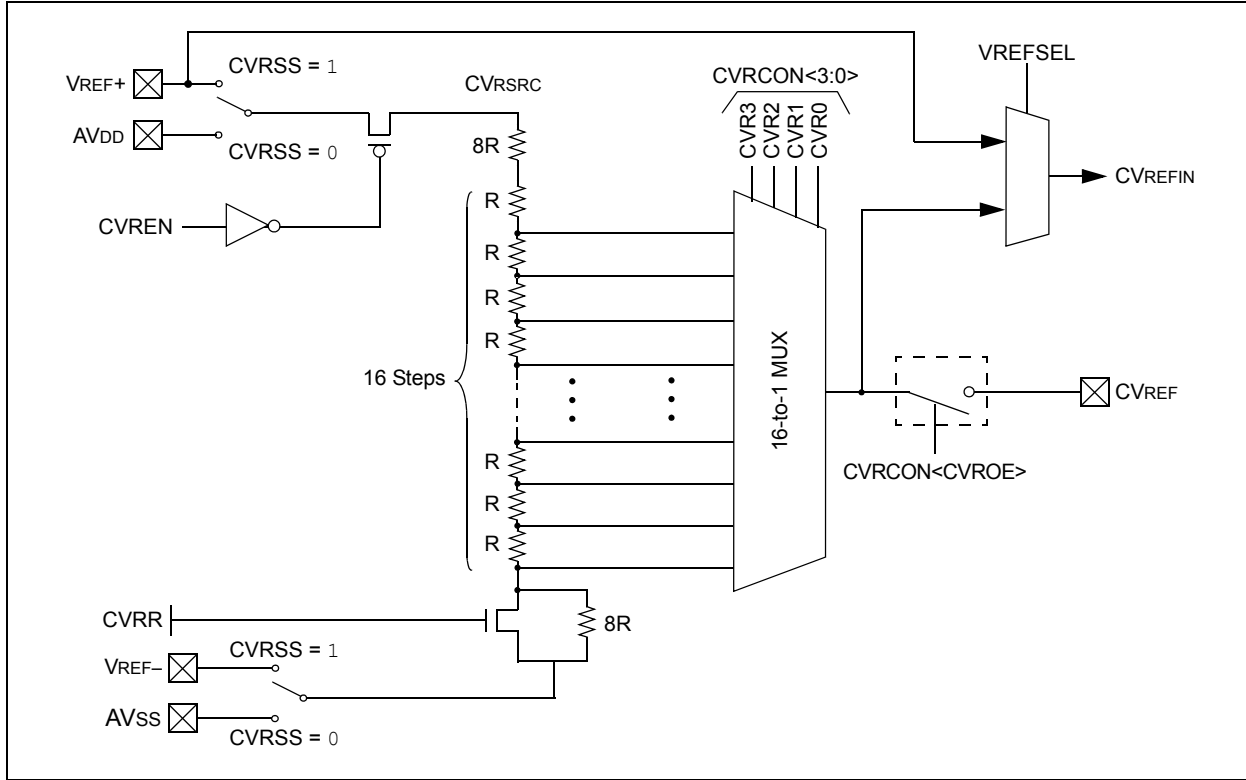 VREFSEL
CVRSS = 1
VREF+
CVRSRC
CVRCON<3:0>
CVR3
CVR2
CVR1
CVR0
AVDD
CVRSS = 0
8R
CVREFIN
R
CVREN
R
R
R
16 Steps
16-to-1 MUX
CVREF
R
CVRCON<CVROE>
R
R
CVRR
8R
CVRSS = 1
VREF–
AVSS
CVRSS = 0